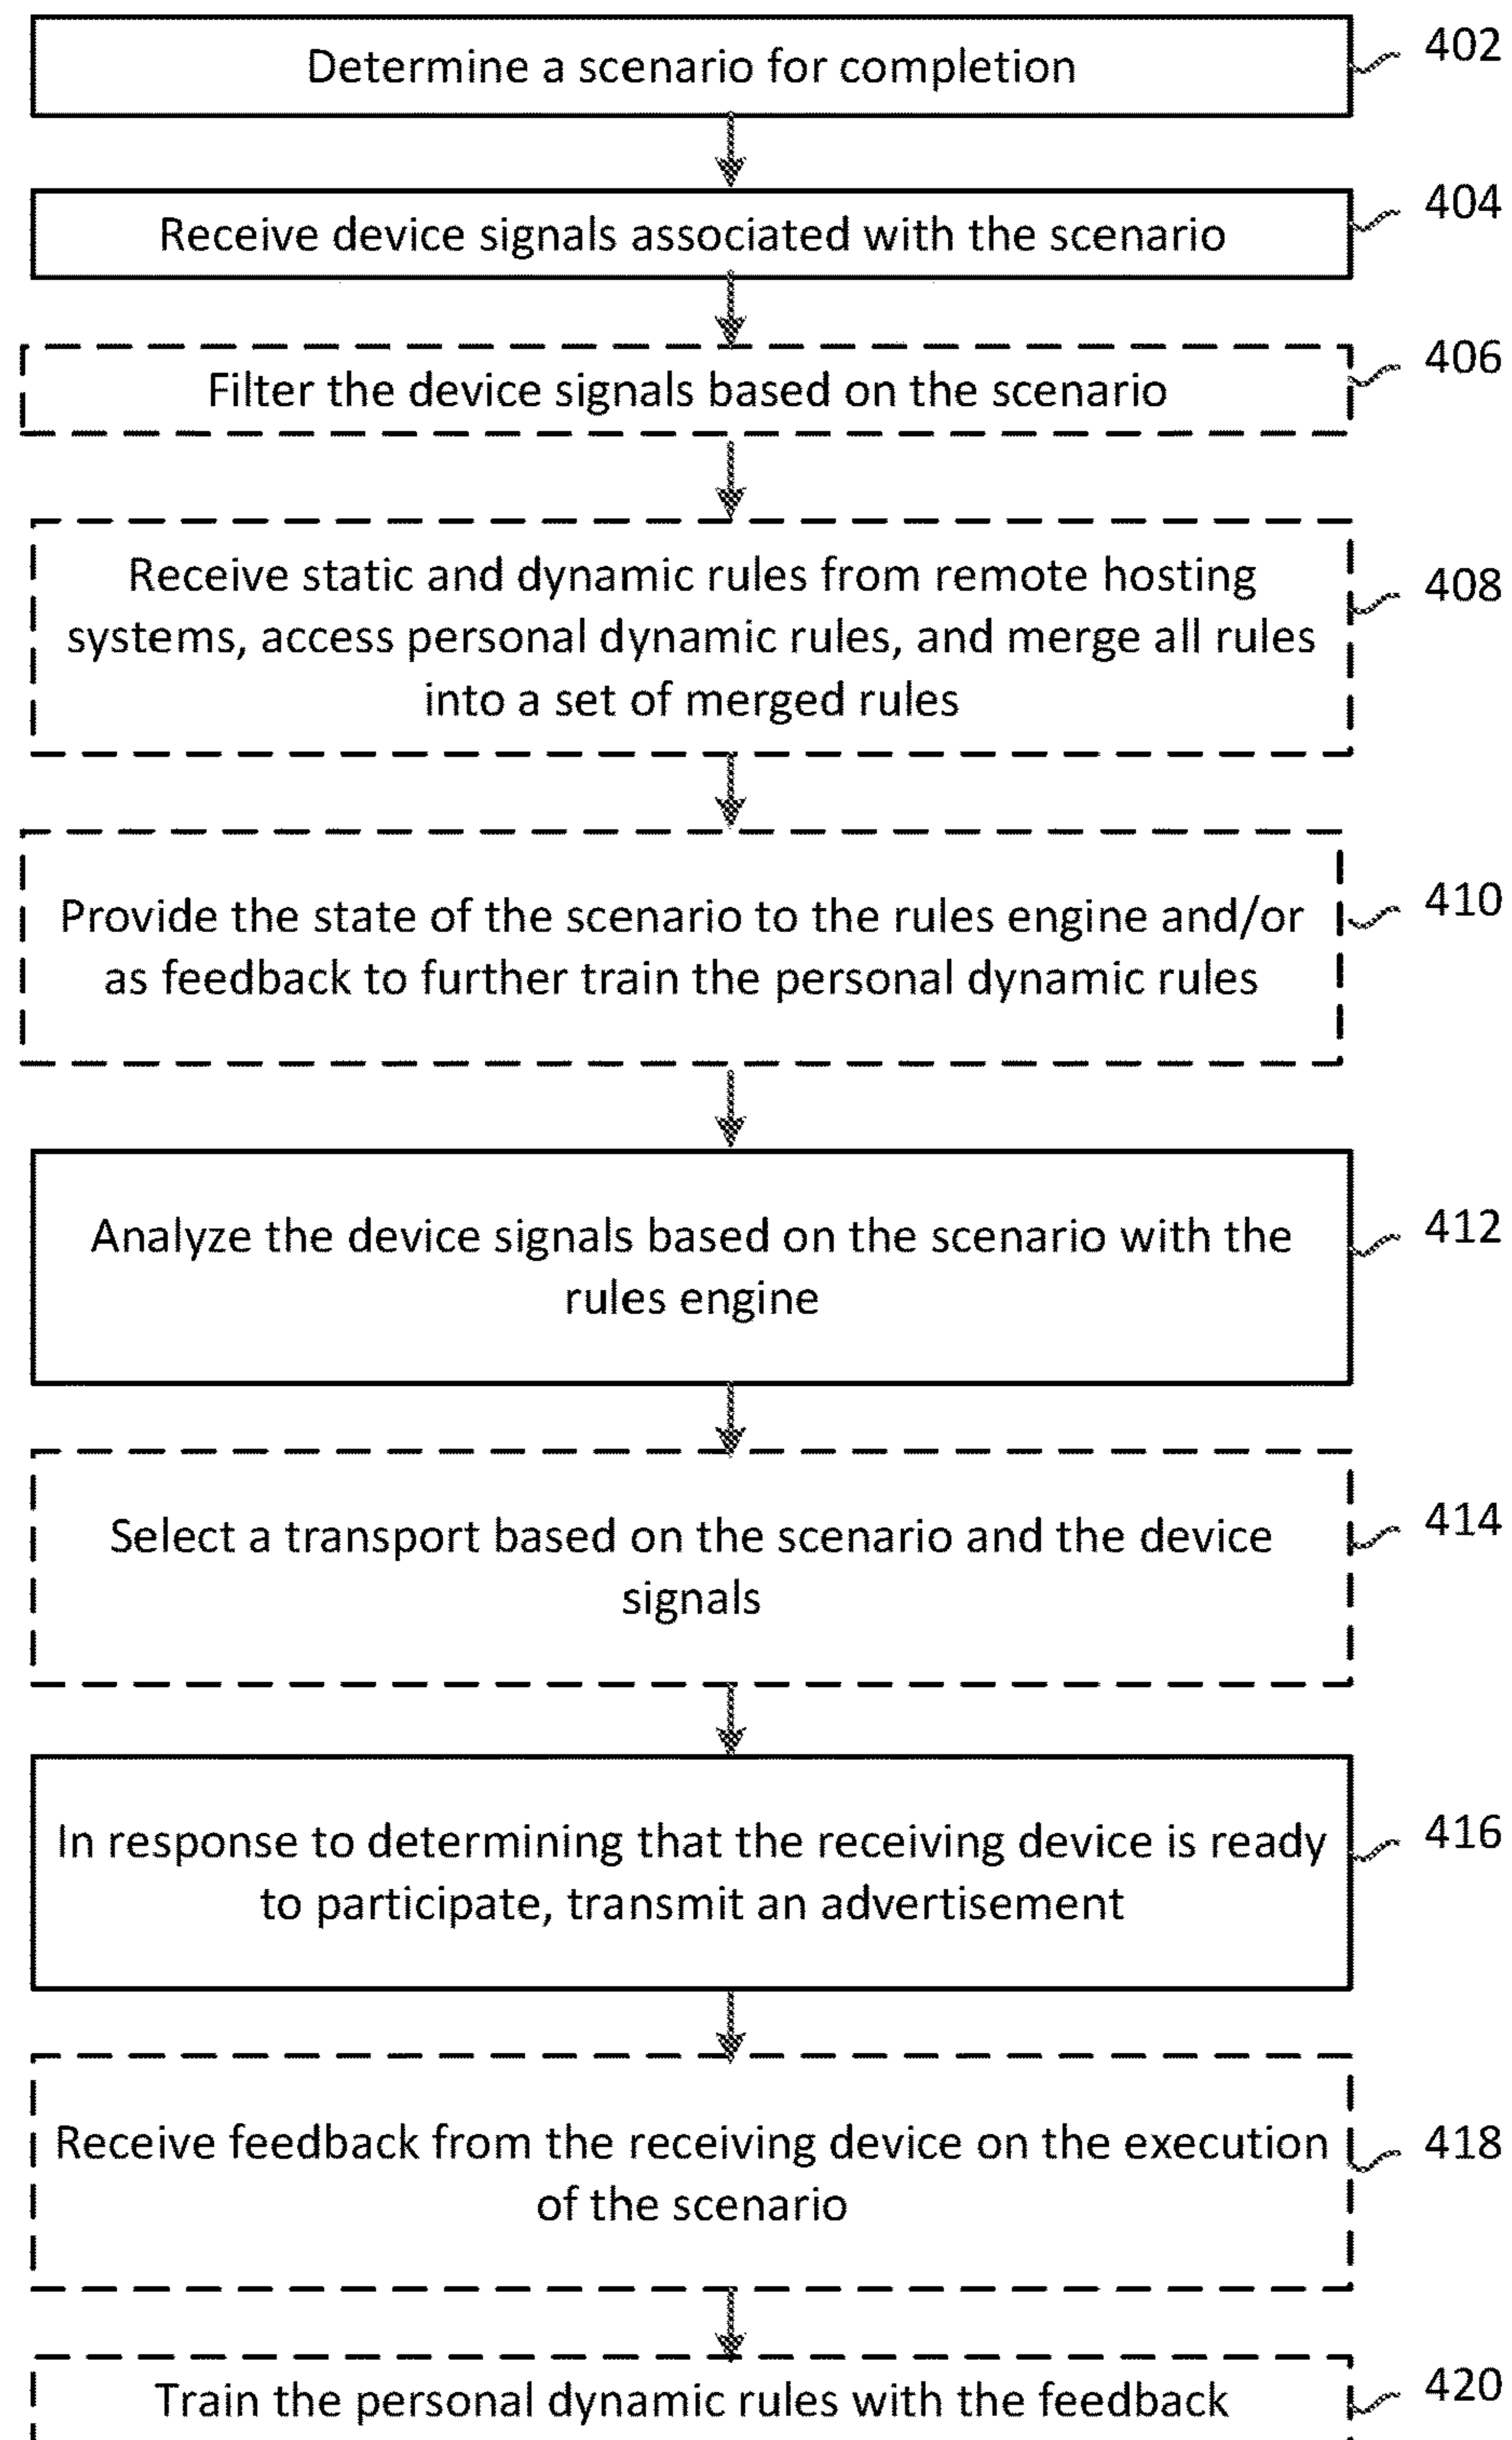 Determine a scenario for completion
402
Receive device signals associated with the scenario
404
Filter the device signals based on the scenario
406
Receive static and dynamic rules from remote hosting
systems, access personal dynamic rules, and merge all rules
into a set of merged rules
408
Provide the state of the scenario to the rules engine and/or
as feedback to further train the personal dynamic rules
410
Analyze the device signals based on the scenario with the
rules engine
412
Select a transport based on the scenario and the device
signals
414
In response to determining that the receiving device is ready
to participate, transmit an advertisement
416
Receive feedback from the receiving device on the execution
of the scenario
418
Train the personal dynamic rules with the feedback
420